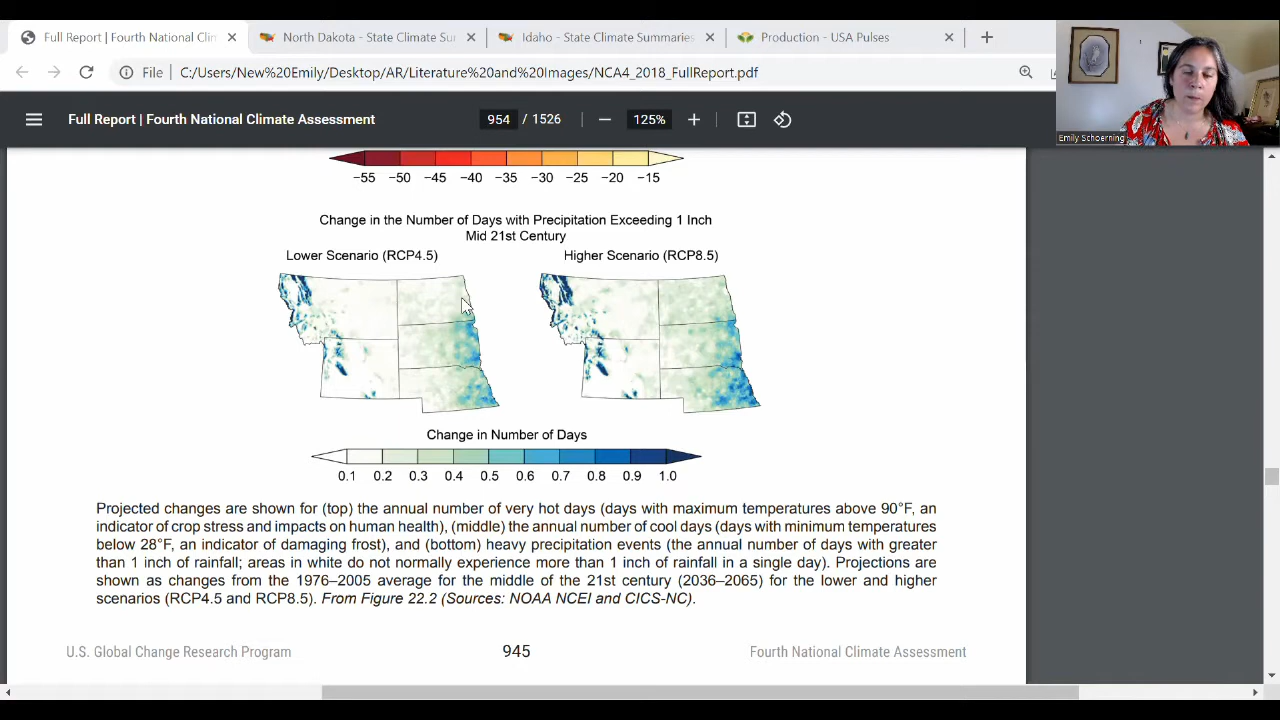 Full Report | Fourth National Clim
North Dakota - State Climate Sum
Idaho - State Climate Summaries
Production - USA Pulses
File
C:/Users/New%20Emily/Desktop/AR/Literature%20and%20Images/NCA4_2018_FullReport.pdf
Full Report | Fourth National Climate Assessment
954 / 1526
125%
Emily Schoerning
−55 −50 −45 −40 −35 −30 −25 −20 −15
Change in the Number of Days with Precipitation Exceeding 1 Inch
Mid 21st Century
Lower Scenario (RCP4.5) Higher Scenario (RCP8.5)
Change in Number of Days
0.1 0.2 0.3 0.4 0.5 0.6 0.7 0.8 0.9 1.0
Projected changes are shown for (top) the annual number of very hot days (days with maximum temperatures above 90°F, an
indicator of crop stress and impacts on human health), (middle) the annual number of cool days (days with minimum temperatures
below 28°F, an indicator of damaging frost), and (bottom) heavy precipitation events (the annual number of days with greater
than 1 inch of rainfall; areas in white do not normally experience more than 1 inch of rainfall in a single day). Projections are
shown as changes from the 1976–2005 average for the middle of the 21st century (2036–2065) for the lower and higher
scenarios (RCP4.5 and RCP8.5). From Figure 22.2 (Sources: NOAA NCEI and CICS-NC).
U.S. Global Change Research Program 945 Fourth National Climate Assessment